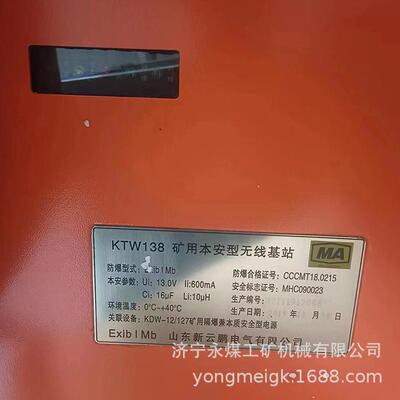 KTW138 矿用本安型无线基站
MA
防爆型式: Exib I Mb
防爆合格证号: CCCMT18.0215
本安参数: Ui: 13.0V Ii:600mA
安全标志证号: MHC090023
Ci: 16μF Li:10μH
生产编号:
环境温度: 0℃~+40℃
生产日期:
关联设备: KDW-12/127矿用隔爆兼本质安全型电源
Exib I Mb 山东新云鹏电气有限公司
济宁永煤工矿机械有限公司
yongmeigk-1688.com